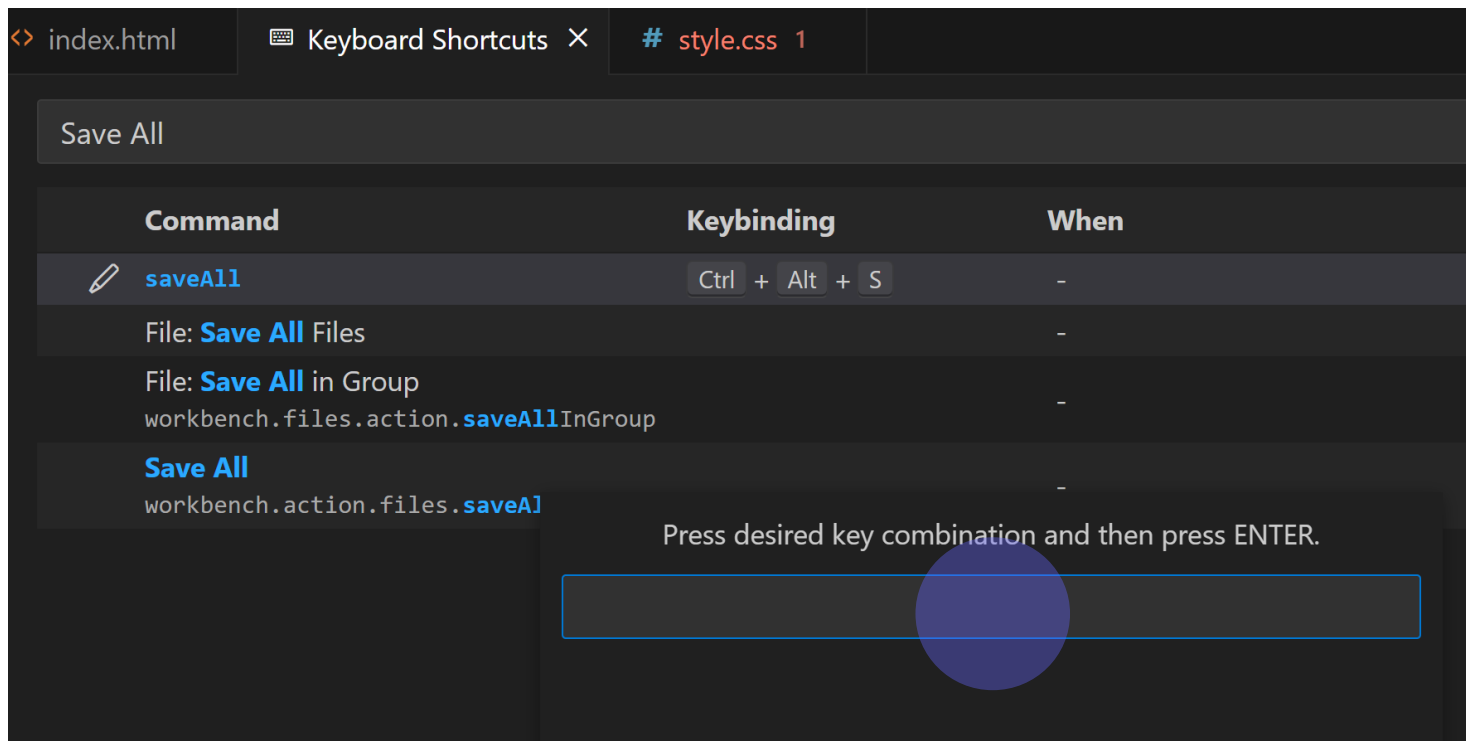 index.html Keyboard Shortcuts style.css 1
Save All
Command Keybinding When
saveAll Ctrl + Alt + S -
File: Save All Files -
File: Save All in Group
workbench.files.action.saveAllInGroup -
Save All
workbench.action.files.saveAl -
Press desired key combination and then press ENTER.